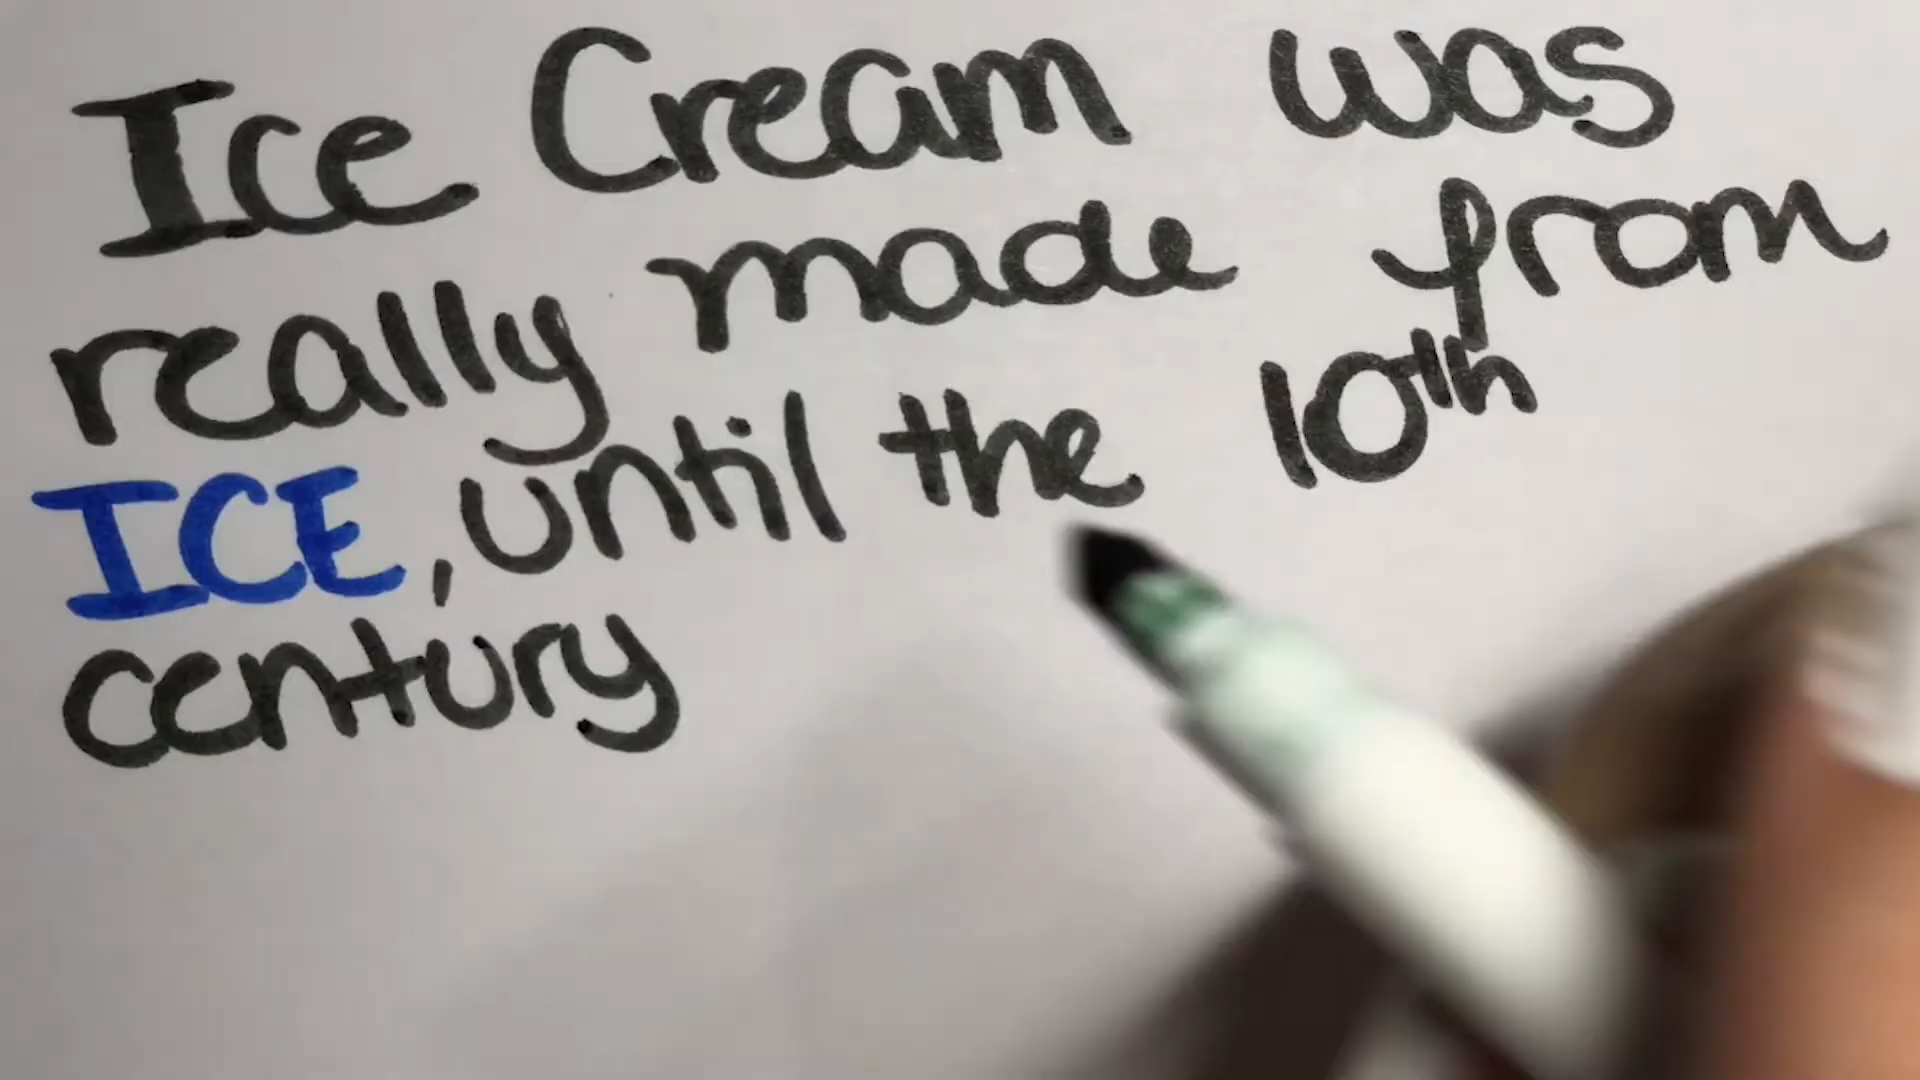 Ice Cream was
really made from
ICE, until the 10th
century